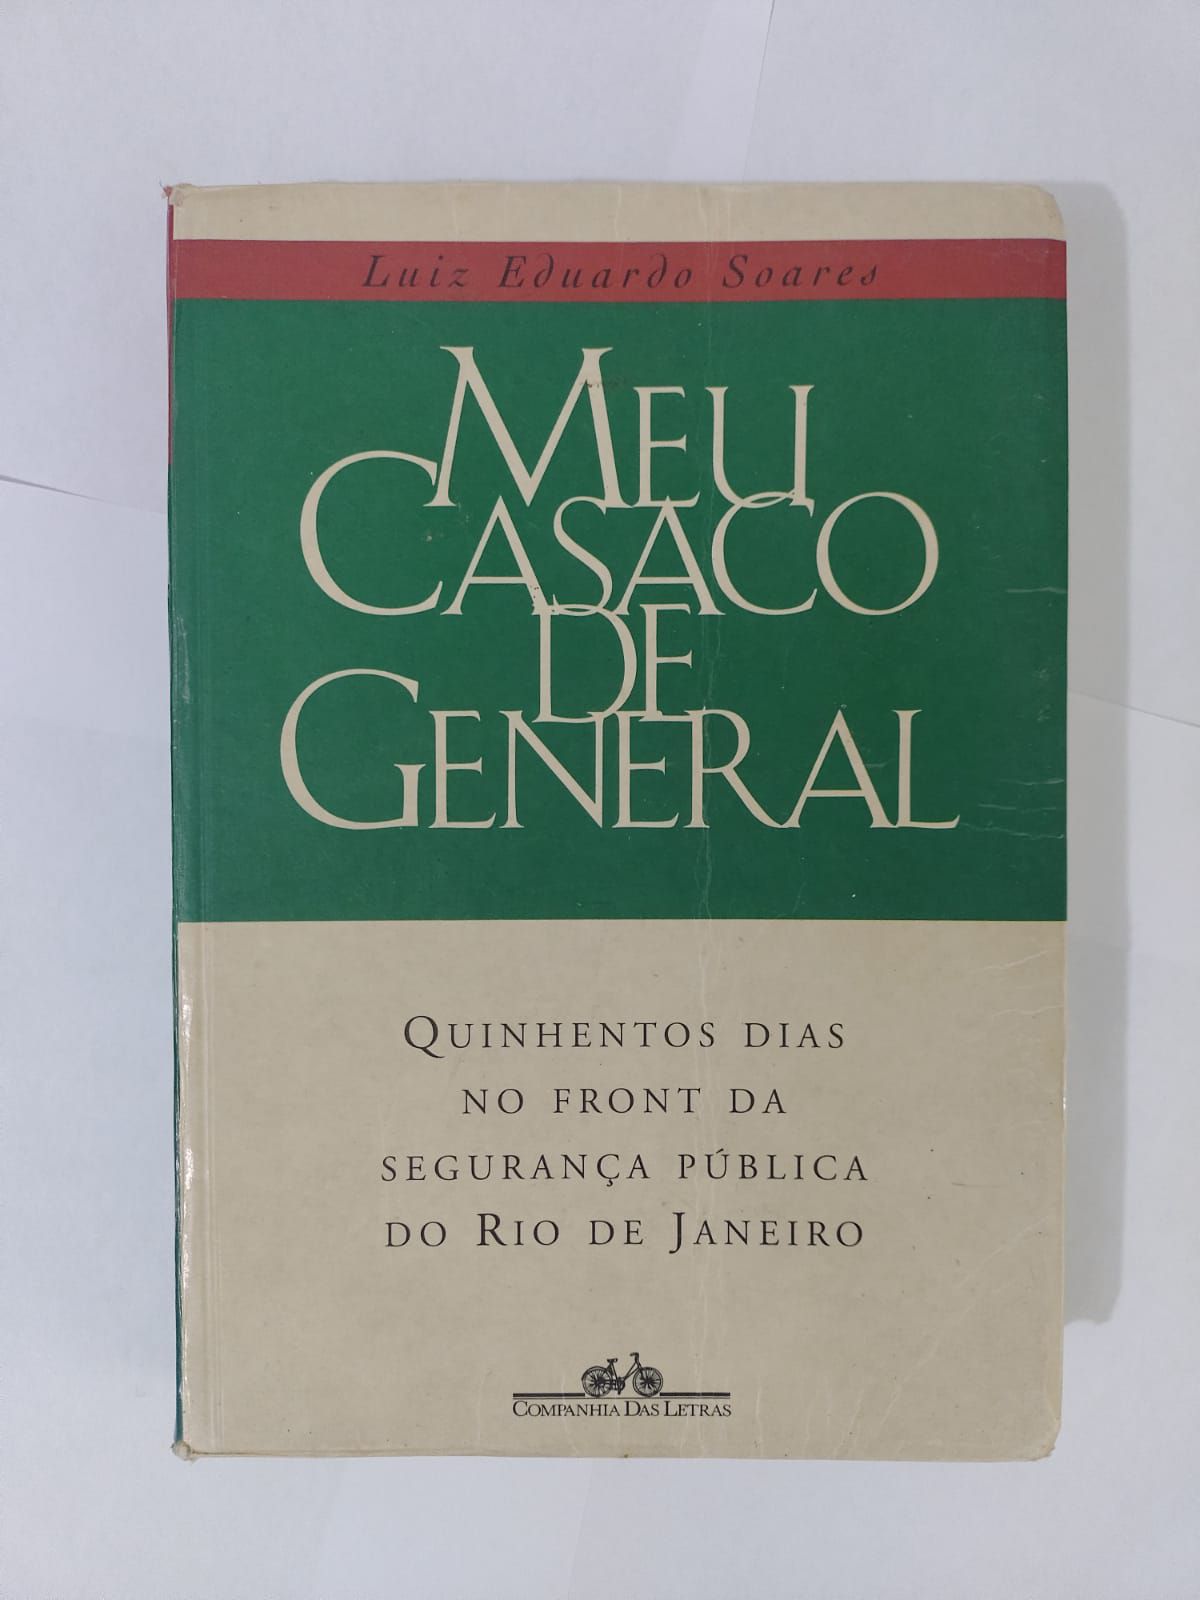 Luiz Eduardo Soares
MEU
CASACO
DE
GENERAL
QUINHENTOS DIAS
NO FRONT DA
SEGURANÇA PÚBLICA
DO RIO DE JANEIRO
COMPANHIA DAS LETRAS